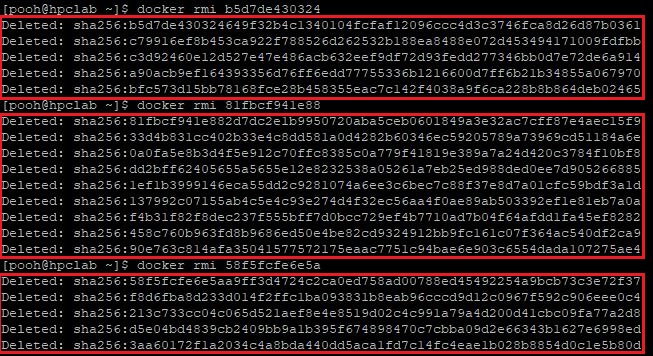 [pooh@hpclab ~]$ docker rmi b5d7de430324
Deleted: sha256:b5d7de430324649f32b4c1340104fcfaf12096ccc4d3c3746fca8d26d87b0361
Deleted: sha256:c79916ef8b453ca922f788526d262532b188ea8488e072d453494171009fdfbb
Deleted: sha256:c3d92460e12d527e47e486acb632eef9df72d93fedd277346bb0d7e72de6a914
Deleted: sha256:a90acb9ef164393356d76ff6edd77755336b1216600d7ff6b21b34855a067970
Deleted: sha256:bfc573d15bb78168fce28b458355eac7c142f4038a9f6ca228b8b864deb02465
[pooh@hpclab ~]$ docker rmi 81fbcf941e88
Deleted: sha256:81fbcf941e882d7dc2e1b9950720aba5ceb0601849a3e32ac7cff87e4aec15f9
Deleted: sha256:33d4b831cc402b33e4c8dd581a0d4282b60346ec59205789a73969cd51184a6e
Deleted: sha256:0a0fa5e8b3d4f5e912c70ffc8385c0a779f41819e389a7a24d420c3784f10bf8
Deleted: sha256:dd2bff62405655a5655e12e8232538a05261a7eb25ed988ded0ee7d905266885
Deleted: sha256:1ef1b3999146eca55dd2c9281074a6ee3c6bec7c88f37e8d7a01cfc59bdf3a1d
Deleted: sha256:137992c07155ab4c5e4c93e274d4f32ec56aa4f0ae89ab503392ef1e81eb7a0a
Deleted: sha256:f4b31f82f8dec237f555bff7d0bcc729ef4b7710ad7b04f64afdd1fa45ef8282
Deleted: sha256:458c760b963fd8b9686ed50e4be82cd9324912bb9fc161c07f364ac540df2ca9
Deleted: sha256:90e763c814afa35041577572175eaac7751c94bae6e903c6554dada107275ae4
[pooh@hpclab ~]$ docker rmi 58f5fcfe6e5a
Deleted: sha256:58f5fcfe6e5aa9ff3d4724c2ca0ed758ad00788ed45492254a9bcb73c3e72f37
Deleted: sha256:f8d6fba8d233d014f2ffc1ba093831b8eab96cccd9d12c0967f592c906eee0c4
Deleted: sha256:213c733cc04c065d521aef8e4e8519d02c4c991a79a4d200d41cbc09fa77a2d8
Deleted: sha256:d5e04bd4839cb2409bb9a1b395f674898470c7cbba09d2e66343b1627e6998ed
Deleted: sha256:3aa60172f1a2034c4a8bda440dd5aca1fd7c14fc4eae1b028b8854d0c1e5b80d